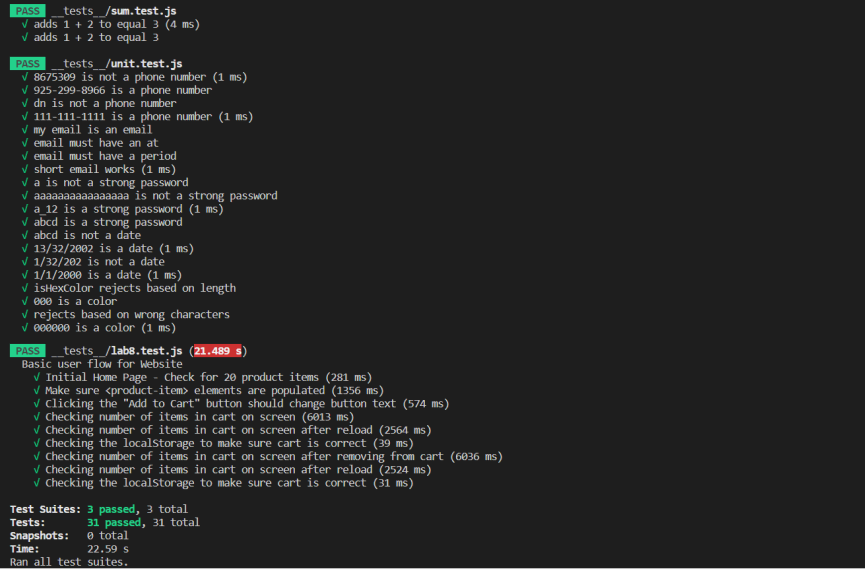 PASS __tests__/sum.test.js
√ adds 1 + 2 to equal 3 (4 ms)
√ adds 1 + 2 to equal 3
PASS __tests__/unit.test.js
√ 8675309 is not a phone number (1 ms)
√ 925-299-8966 is a phone number
√ dn is not a phone number
√ 111-111-1111 is a phone number (1 ms)
√ my email is an email
√ email must have an at
√ email must have a period
√ short email works (1 ms)
√ a is not a strong password
√ aaaaaaaaaaaaaaaa is not a strong password
√ a_12 is a strong password (1 ms)
√ abcd is a strong password
√ abcd is not a date
√ 13/32/2002 is a date (1 ms)
√ 1/32/202 is not a date
√ 1/1/2000 is a date (1 ms)
√ isHexColor rejects based on length
√ 000 is a color
√ rejects based on wrong characters
√ 000000 is a color (1 ms)
PASS __tests__/lab8.test.js (21.489 s)
Basic user flow for Website
√ Initial Home Page - Check for 20 product items (281 ms)
√ Make sure <product-item> elements are populated (1356 ms)
√ Clicking the "Add to Cart" button should change button text (574 ms)
√ Checking number of items in cart on screen (6013 ms)
√ Checking number of items in cart on screen after reload (2564 ms)
√ Checking the localStorage to make sure cart is correct (39 ms)
√ Checking number of items in cart on screen after removing from cart (6036 ms)
√ Checking number of items in cart on screen after reload (2524 ms)
√ Checking the localStorage to make sure cart is correct (31 ms)
Test Suites: 3 passed, 3 total
Tests: 31 passed, 31 total
Snapshots: 0 total
Time: 22.59 s
Ran all test suites.